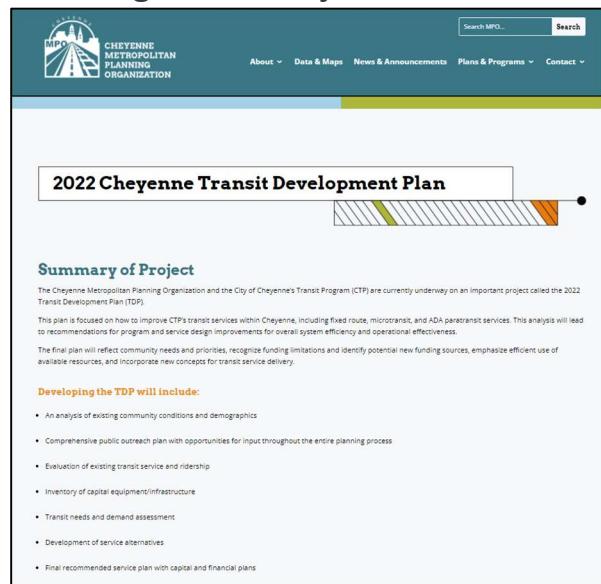 CHEYENNE
MPO
CHEYENNE
METROPOLITAN
PLANNING
ORGANIZATION
Search MPO... Search
About Data & Maps News & Announcements Plans & Programs Contact
2022 Cheyenne Transit Development Plan
Summary of Project
The Cheyenne Metropolitan Planning Organization and the City of Cheyenne's Transit Program (CTP) are currently underway on an important project called the 2022
Transit Development Plan (TDP).
This plan is focused on how to improve CTP's transit services within Cheyenne, including fixed route, microtransit, and ADA paratransit services. This analysis will lead
to recommendations for program and service design improvements for overall system efficiency and operational effectiveness.
The final plan will reflect community needs and priorities, recognize funding limitations and identify potential new funding sources, emphasize efficient use of
available resources, and incorporate new concepts for transit service delivery.
Developing the TDP will include:
• An analysis of existing community conditions and demographics
• Comprehensive public outreach plan with opportunities for input throughout the entire planning process
• Evaluation of existing transit service and ridership
• Inventory of capital equipment/infrastructure
• Transit needs and demand assessment
• Development of service alternatives
• Final recommended service plan with capital and financial plans